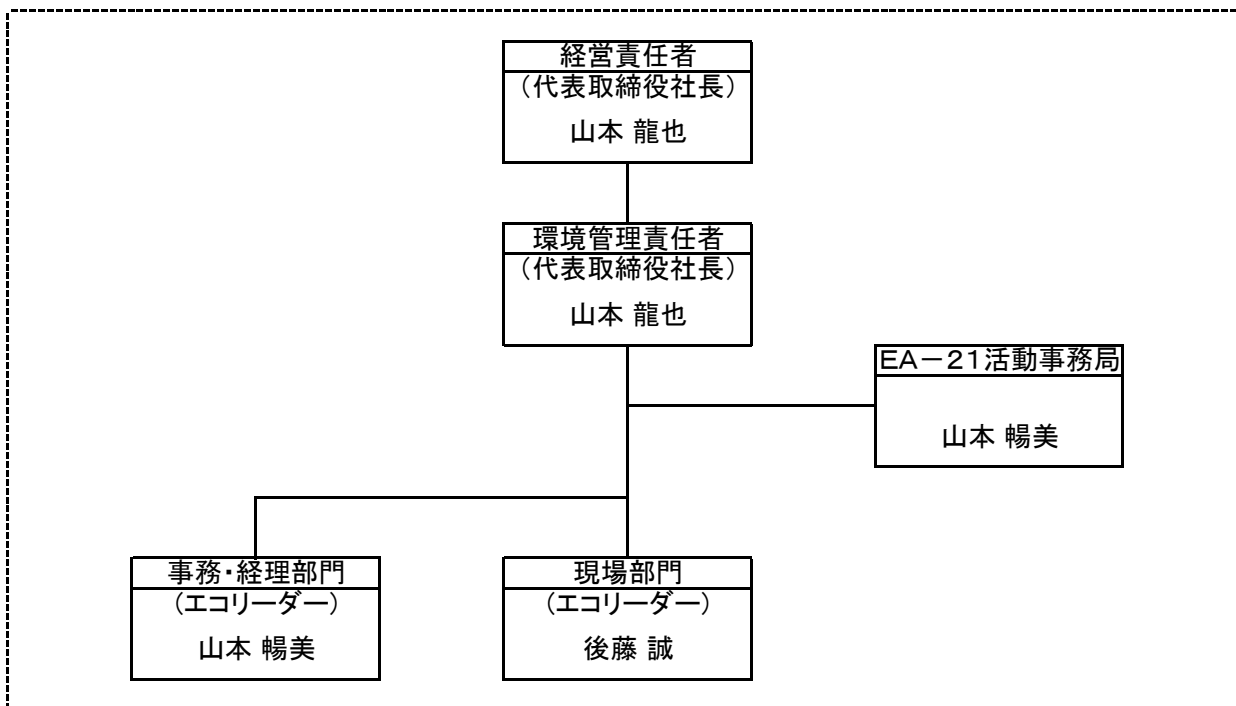 経営責任者
（代表取締役社長）
山本 龍也
環境管理責任者
（代表取締役社長）
山本 龍也
EA－21活動事務局
山本 暢美
事務・経理部門
（エコリーダー）
山本 暢美
現場部門
（エコリーダー）
後藤 誠